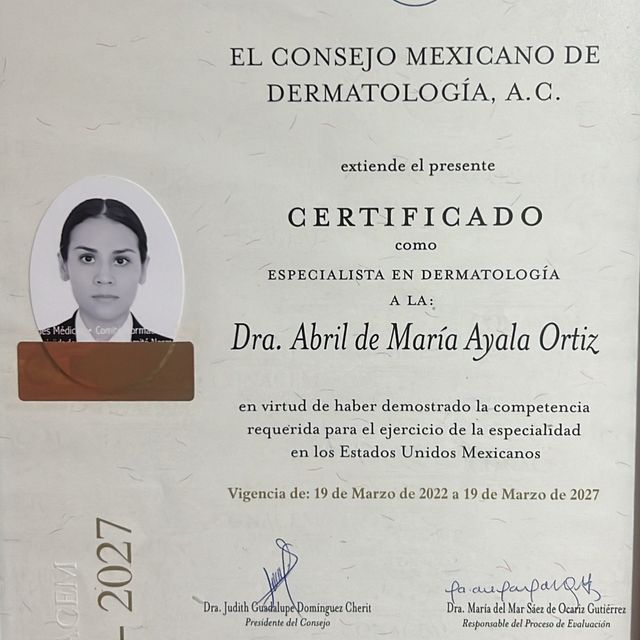 EL CONSEJO MEXICANO DE
DERMATOLOGÍA, A.C.
extiende el presente
CERTIFICADO
como
ESPECIALISTA EN DERMATOLOGÍA
A LA:
Dra. Abril de María Ayala Ortiz
en virtud de haber demostrado la competencia
requerida para el ejercicio de la especialidad
en los Estados Unidos Mexicanos
Vigencia de: 19 de Marzo de 2022 a 19 de Marzo de 2027
Dra. Judith Guadalupe Domínguez Cherit
Presidente del Consejo
Dra. María del Mar Sáez de Ocariz Gutiérrez
Responsable del Proceso de Evaluación
– 2027